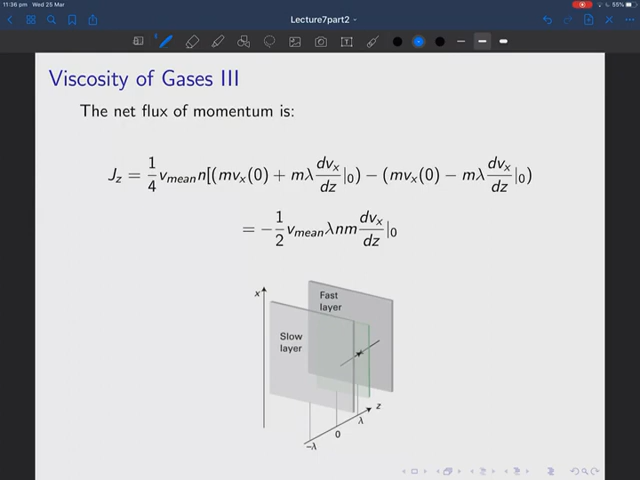 11:36 pm Wed 25 Mar
55%
Lecture7part2
Viscosity of Gases III
The net flux of momentum is:
J_z = 1/4 v_mean n[(mv_x(0) + mλ dv_x/dz|_0) − (mv_x(0) − mλ dv_x/dz|_0)
= −1/2 v_mean λnm dv_x/dz|_0
x
Fast
layer
Slow
layer
z
λ
0
−λ